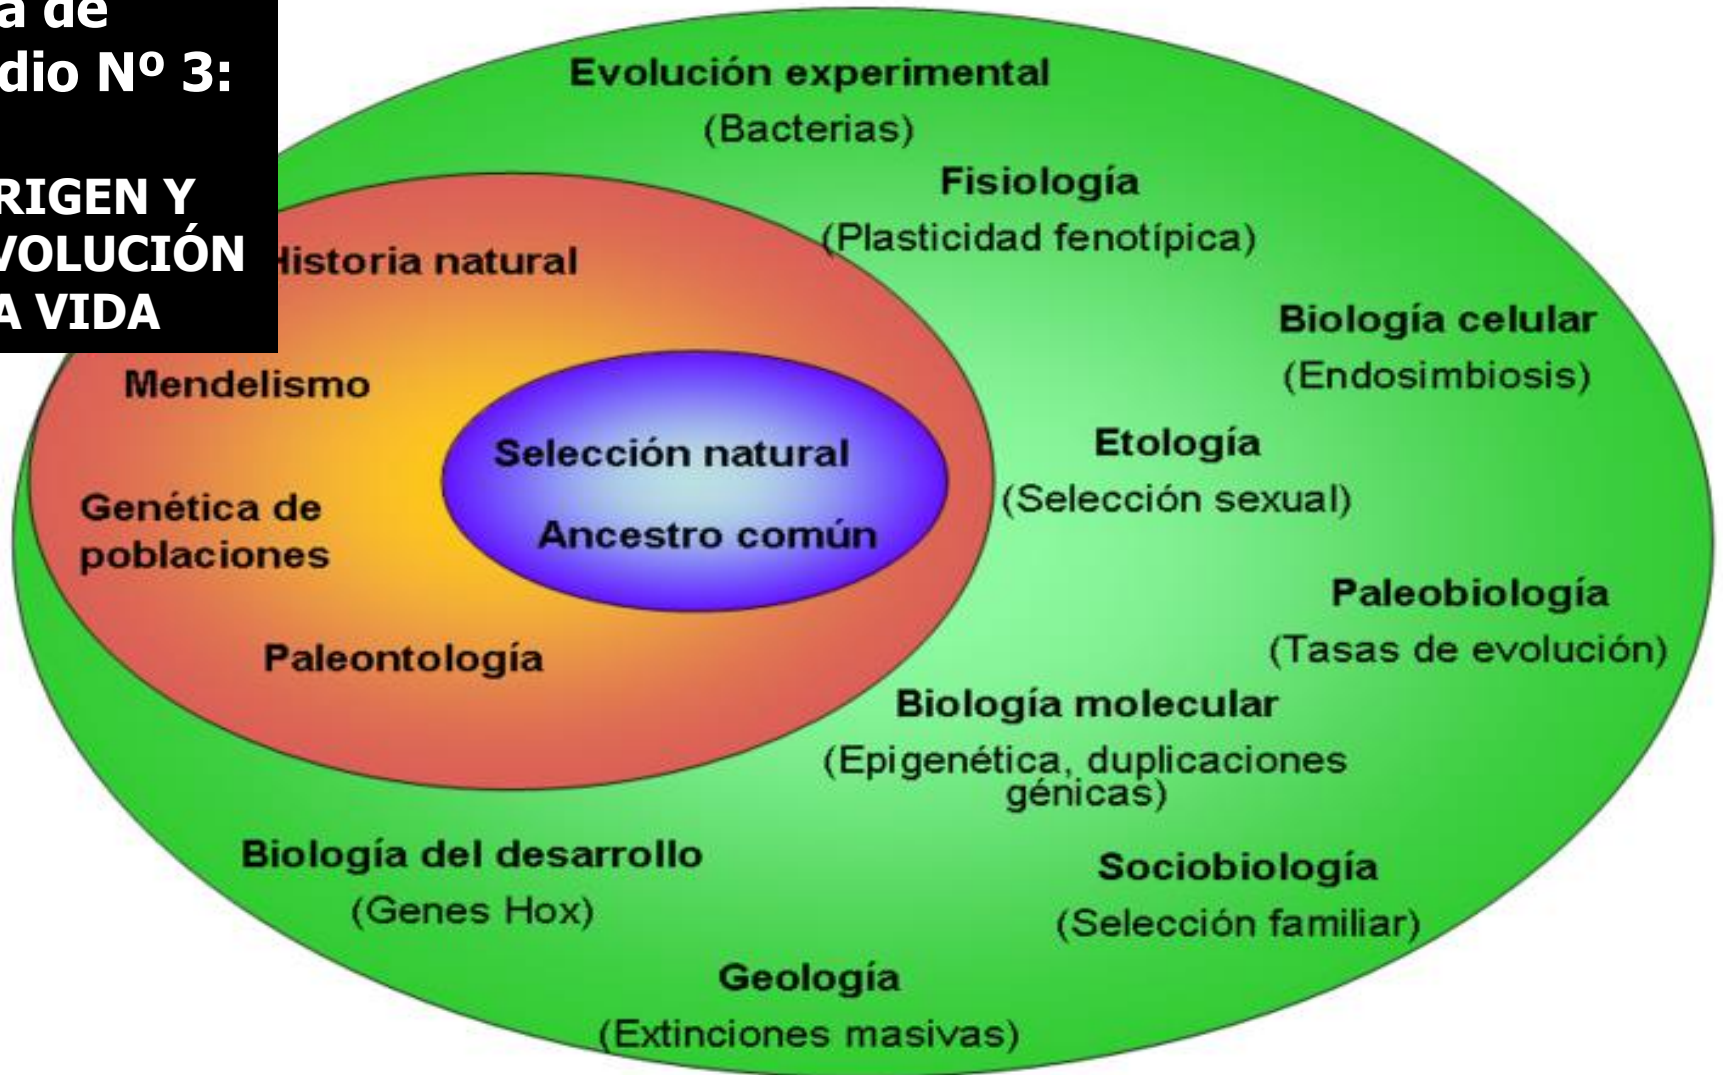 a de
dio Nº 3:
RIGEN Y
VOLUCIÓN
A VIDA
Evolución experimental
(Bacterias)
Fisiología
(Plasticidad fenotípica)
Historia natural
Biología celular
(Endosimbiosis)
Mendelismo
Selección natural
Ancestro común
Etología
(Selección sexual)
Genética de
poblaciones
Paleobiología
(Tasas de evolución)
Paleontología
Biología molecular
(Epigenética, duplicaciones
génicas)
Biología del desarrollo
(Genes Hox)
Sociobiología
(Selección familiar)
Geología
(Extinciones masivas)